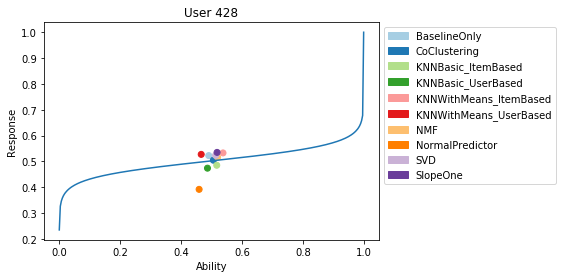 User 428
Response
1.0
0.9
0.8
0.7
0.6
0.5
0.4
0.3
0.2
0.0
0.2
0.4
0.6
0.8
1.0
Ability
BaselineOnly
CoClustering
KNNBasic_ItemBased
KNNBasic_UserBased
KNNWithMeans_ItemBased
KNNWithMeans_UserBased
NMF
NormalPredictor
SVD
SlopeOne